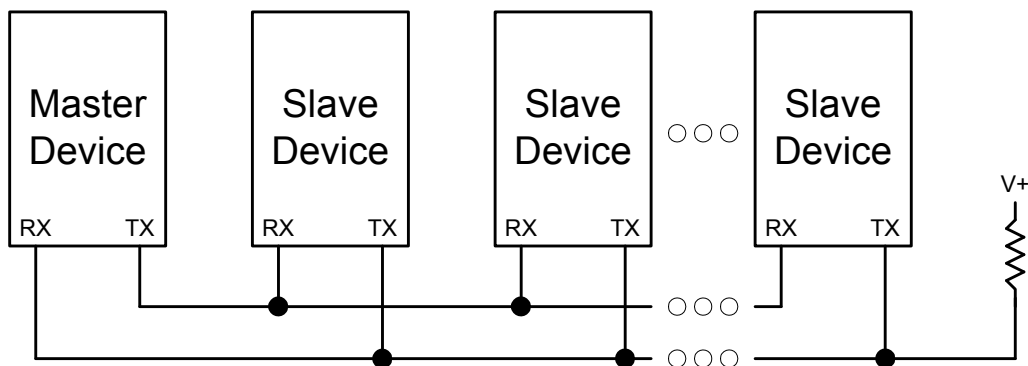 Master
Device
Slave
Device
Slave
Device
Slave
Device
V+
RX TX RX TX RX TX RX TX